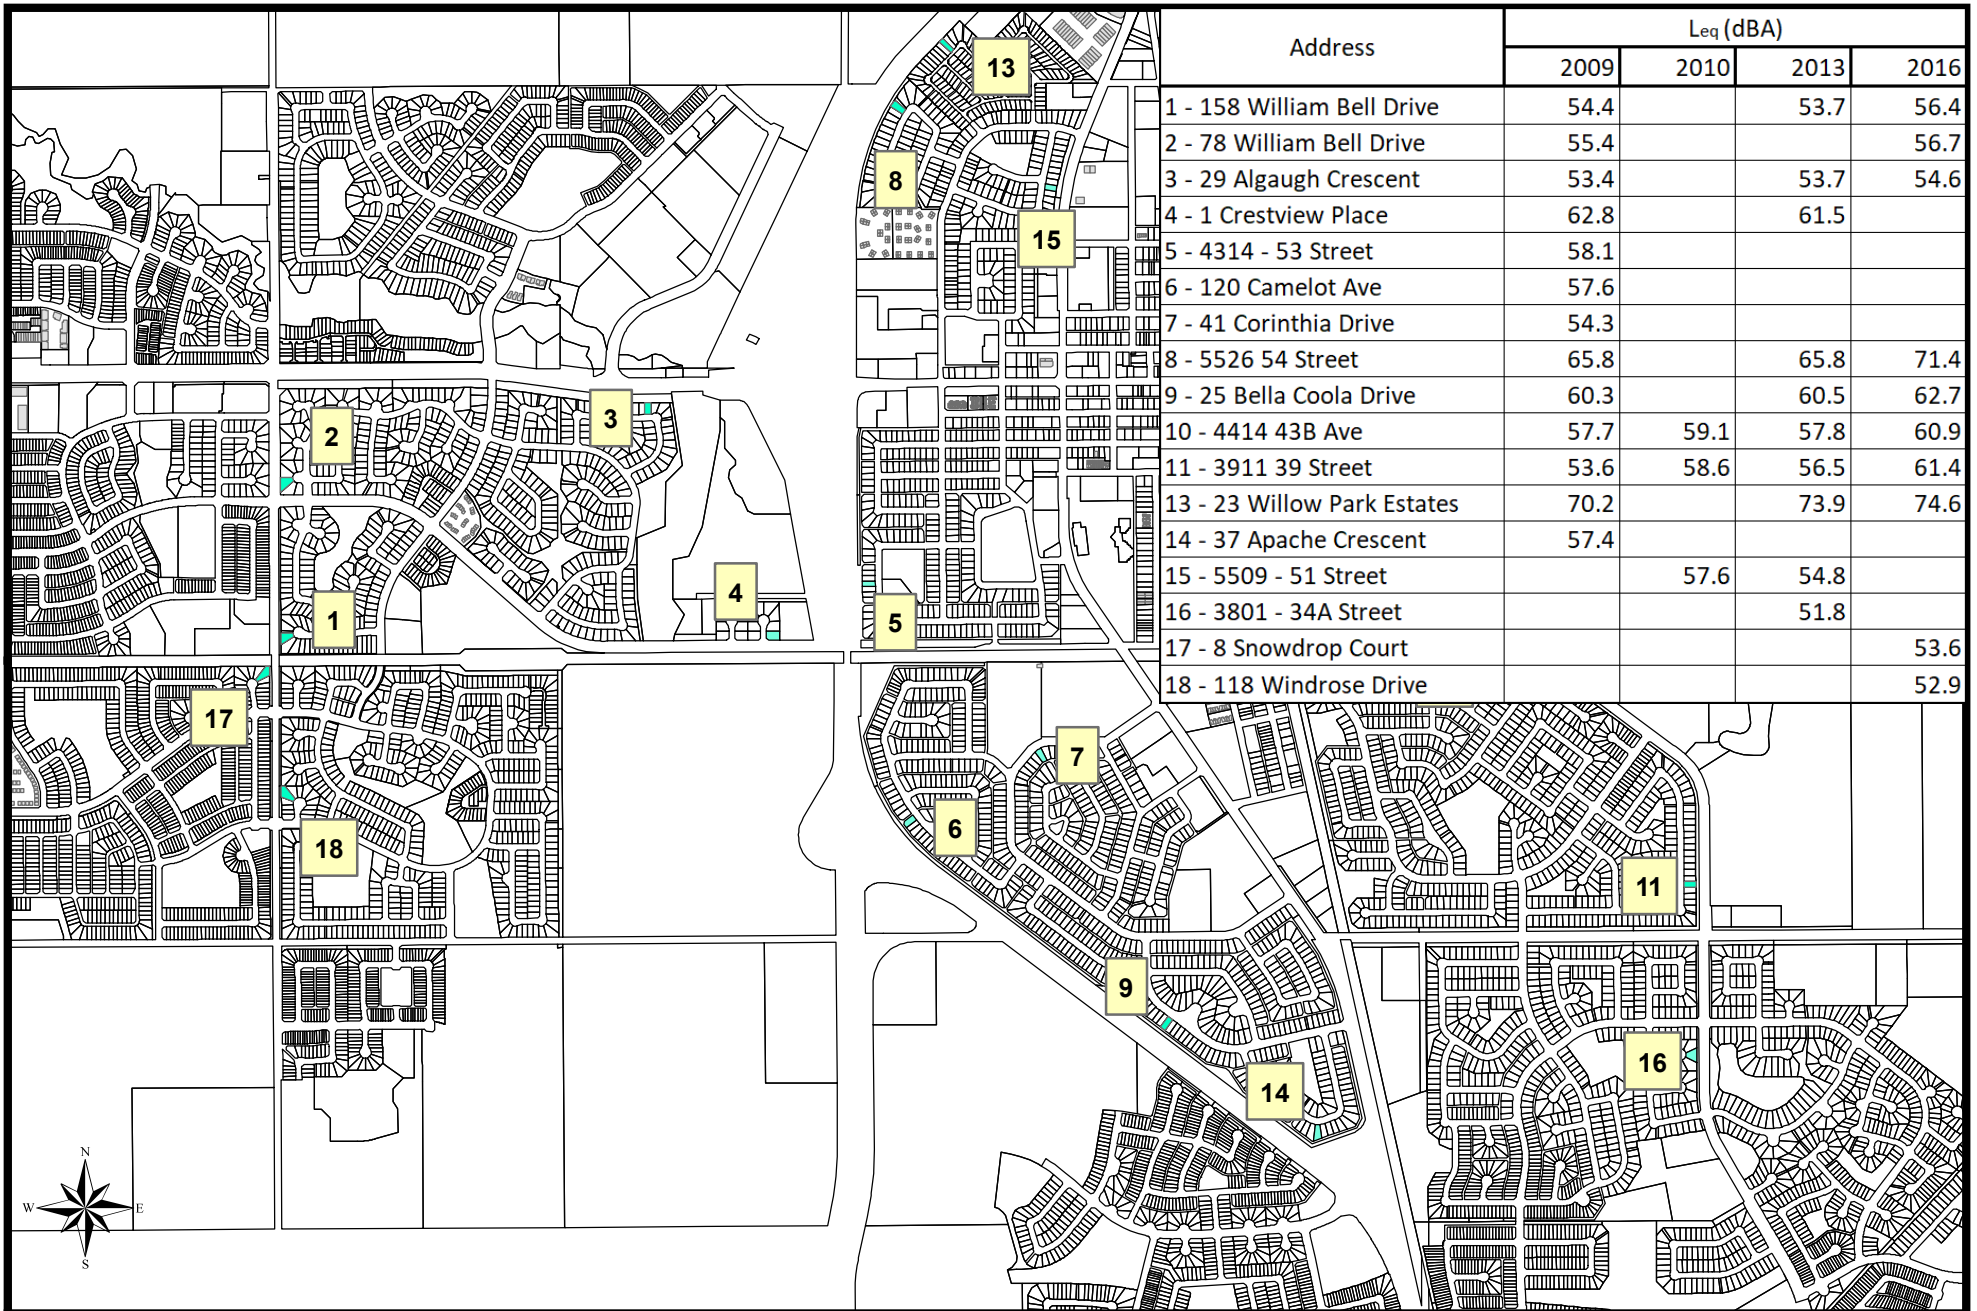 Address Leq (dBA)
2009 2010 2013 2016
1 - 158 William Bell Drive 54.4 53.7 56.4
2 - 78 William Bell Drive 55.4 56.7
3 - 29 Algaugh Crescent 53.4 53.7 54.6
4 - 1 Crestview Place 62.8 61.5
5 - 4314 - 53 Street 58.1
6 - 120 Camelot Ave 57.6
7 - 41 Corinthia Drive 54.3
8 - 5526 54 Street 65.8 65.8 71.4
9 - 25 Bella Coola Drive 60.3 60.5 62.7
10 - 4414 43B Ave 57.7 59.1 57.8 60.9
11 - 3911 39 Street 53.6 58.6 56.5 61.4
13 - 23 Willow Park Estates 70.2 73.9 74.6
14 - 37 Apache Crescent 57.4
15 - 5509 - 51 Street 57.6 54.8
16 - 3801 - 34A Street 51.8
17 - 8 Snowdrop Court 53.6
18 - 118 Windrose Drive 52.9
13
8
15
3
2
4
1
5
17
7
6
18
11
9
16
14
N
W E
S